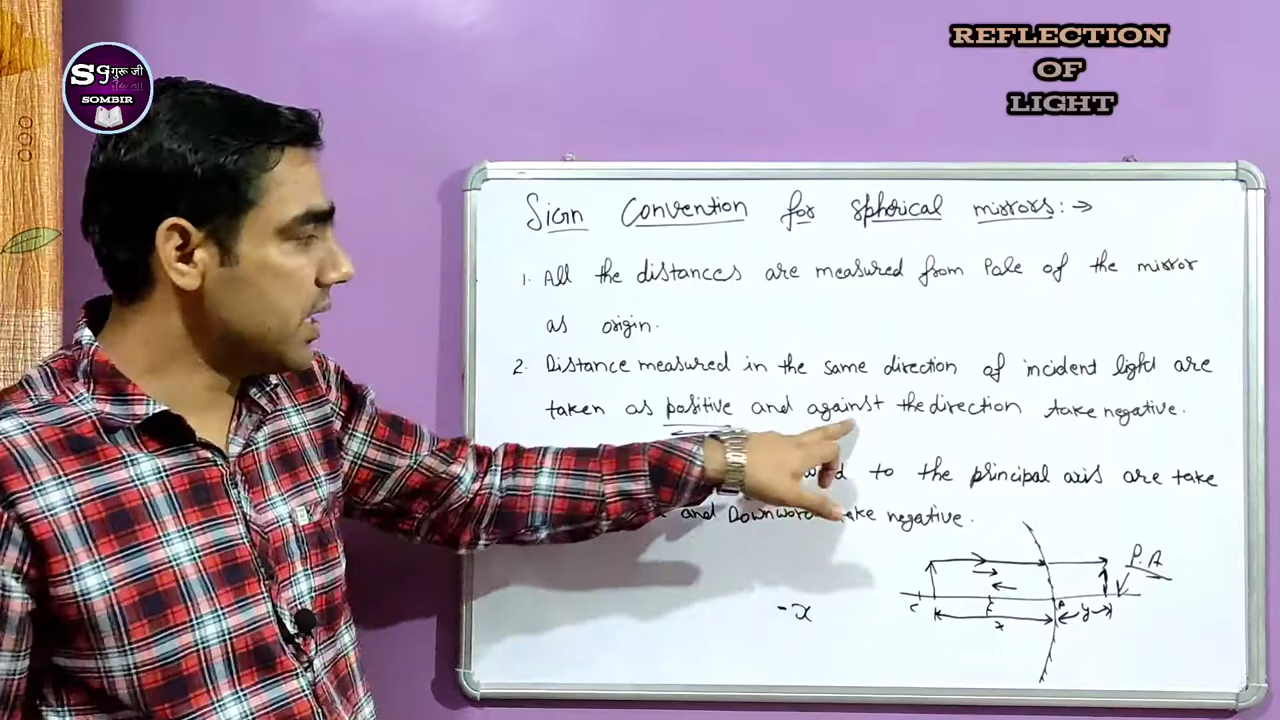 REFLECTION
OF
LIGHT
SG गुरू जी
SOMBIR
Sign Convention for spherical mirrors:→
1. All the distances are measured from Pole of the mirror
as origin.
2. Distance measured in the same direction of incident light are
taken as positive and against the direction take negative.
to the principal axis are take
and Downward take negative.
P.A
C F P y
x
-x